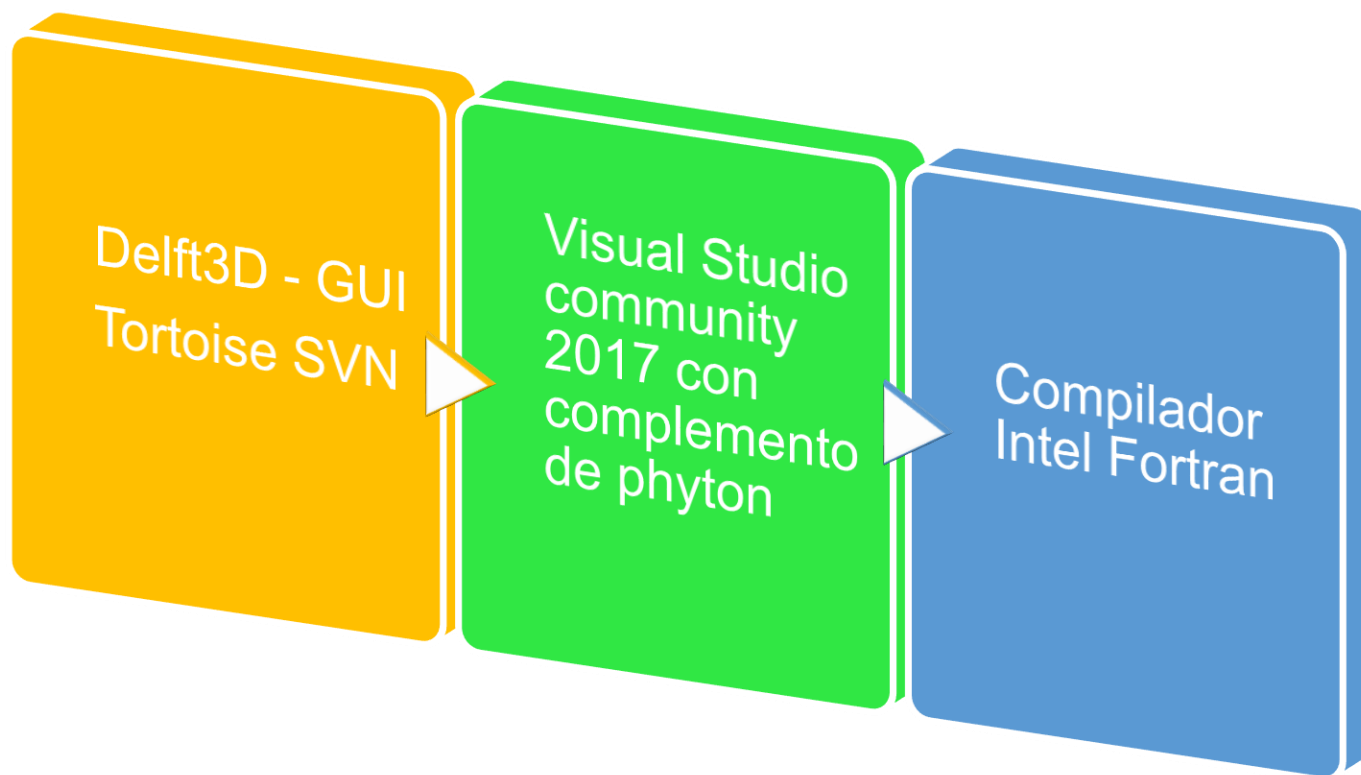 Delft3D - GUI
Tortoise SVN
Visual Studio
community
2017 con
complemento
de phyton
Compilador
Intel Fortran